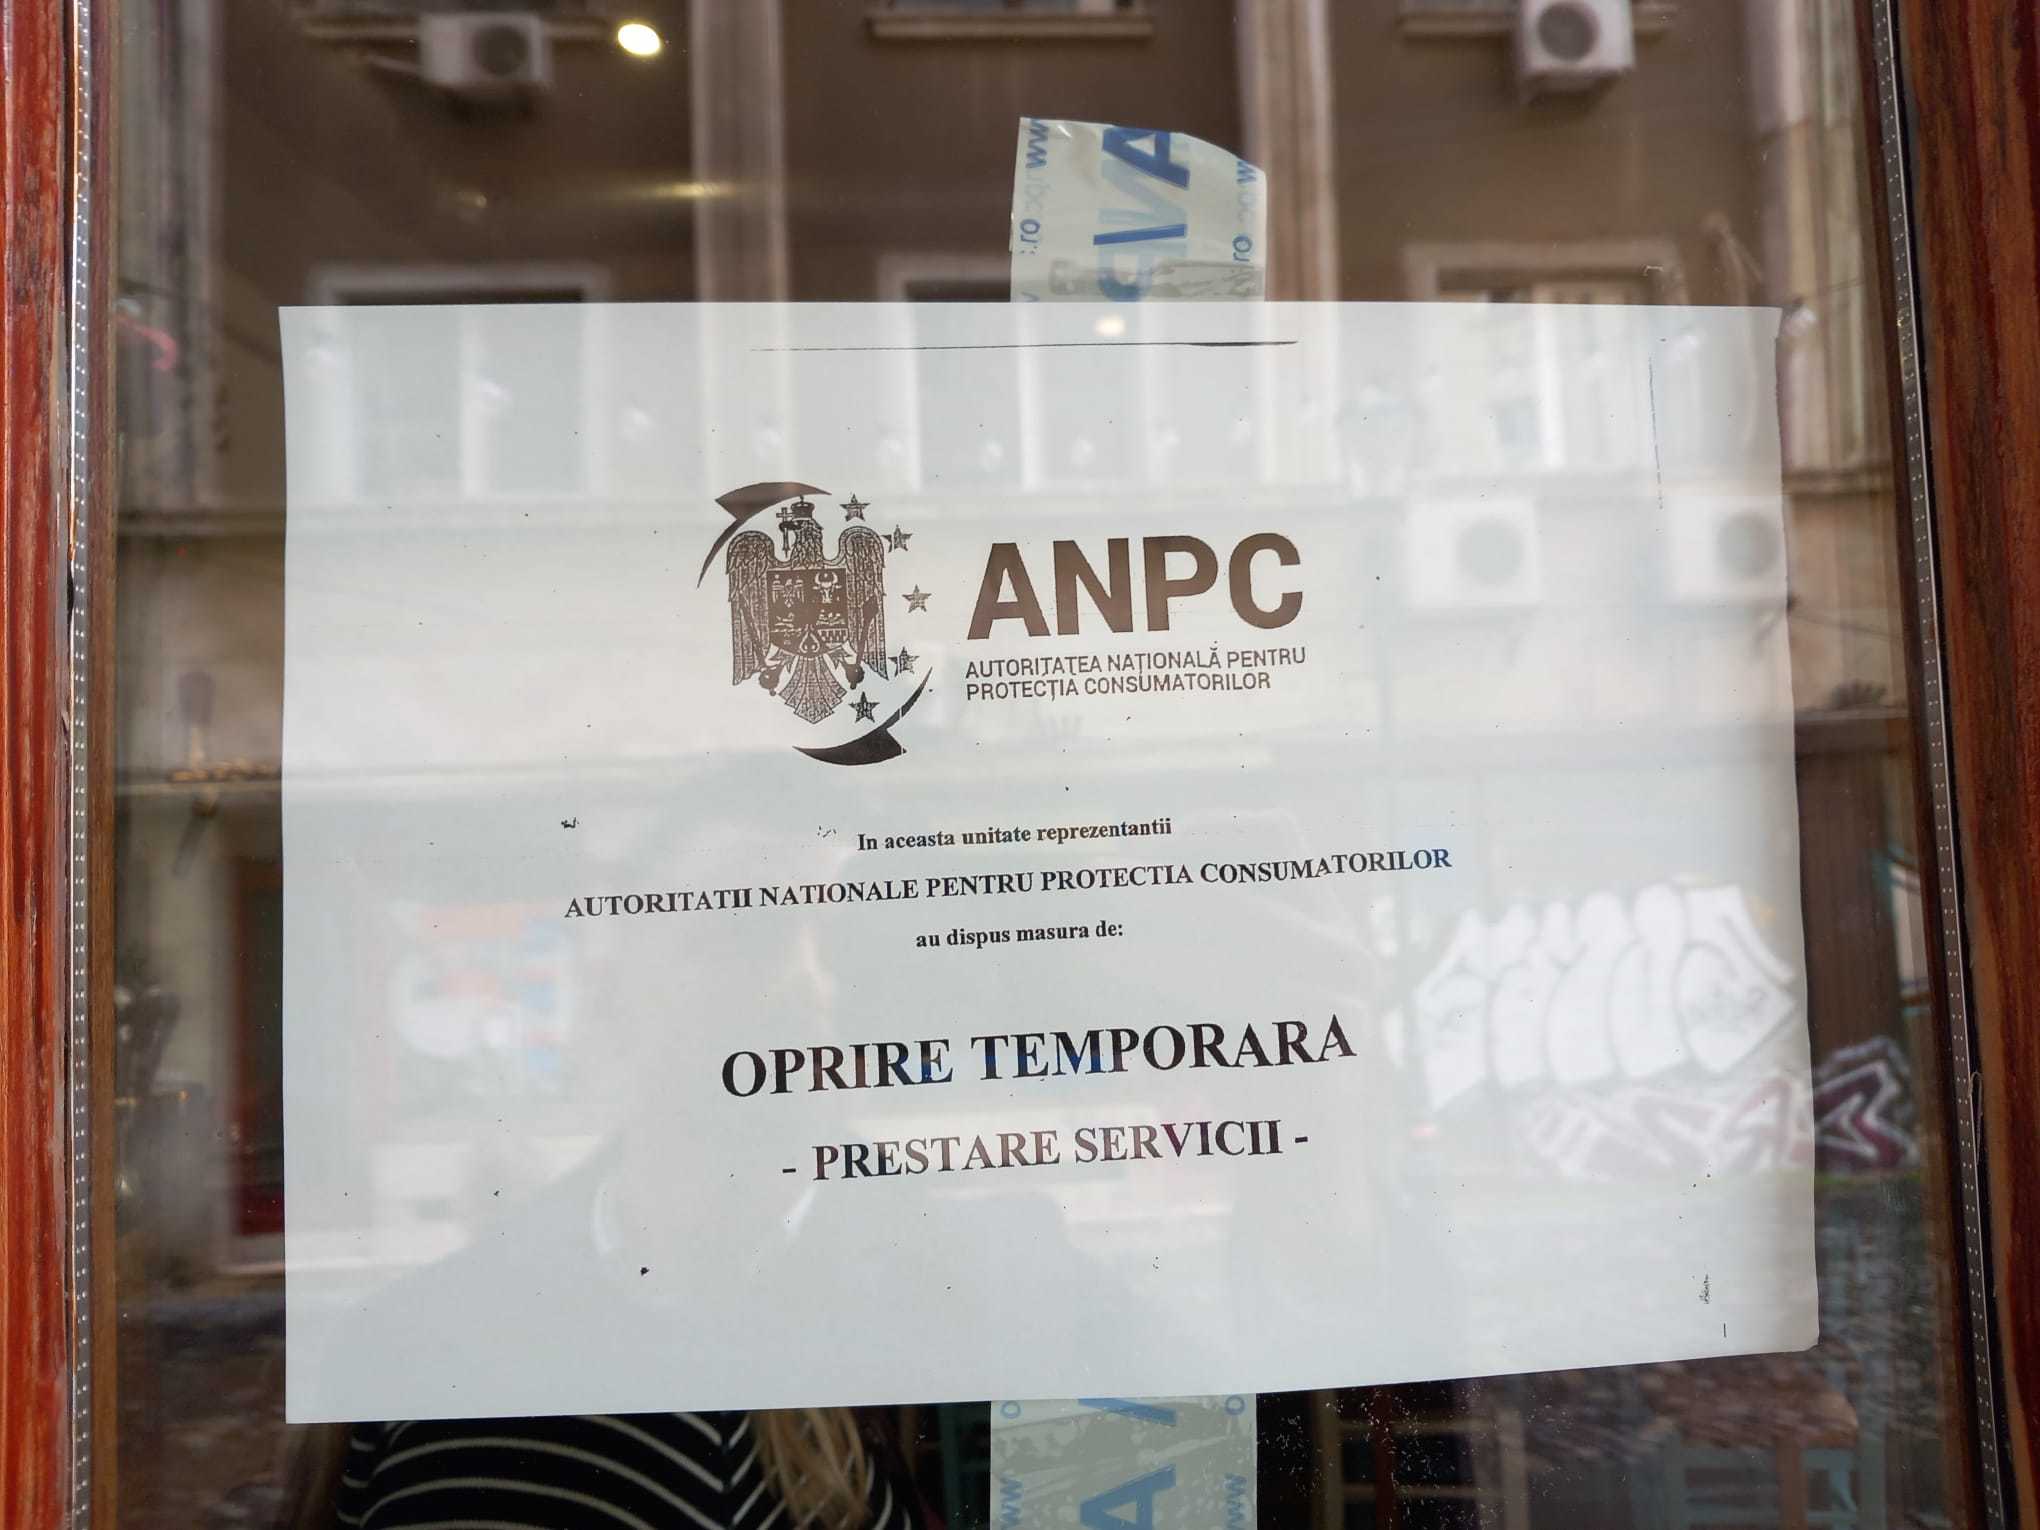 ANPC
AUTORITATEA NAȚIONALĂ PENTRU
PROTECȚIA CONSUMATORILOR
In aceasta unitate reprezentantii
AUTORITATII NATIONALE PENTRU PROTECTIA CONSUMATORILOR
au dispus masura de:
OPRIRE TEMPORARA
- PRESTARE SERVICII -